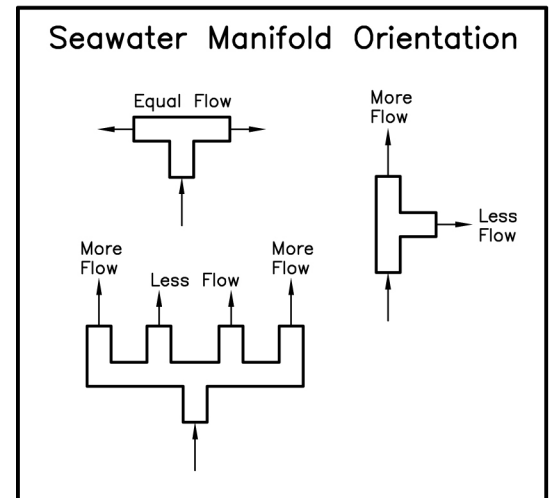 Seawater Manifold Orientation
Equal Flow
More
Flow
Less
Flow
More
Flow
Less Flow
More
Flow